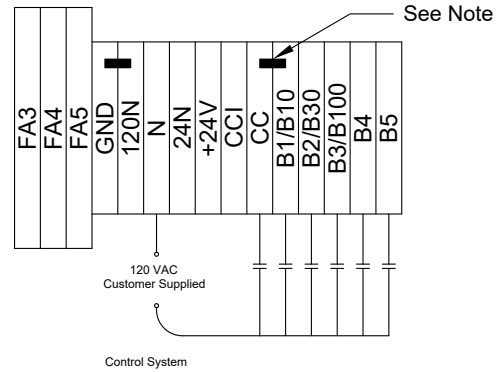 See Note
FA3
FA4
FA5
GND
120N
N
24N
+24V
CCI
CC
B1/B10
B2/B30
B3/B100
B4
B5
120 VAC
Customer Supplied
Control System